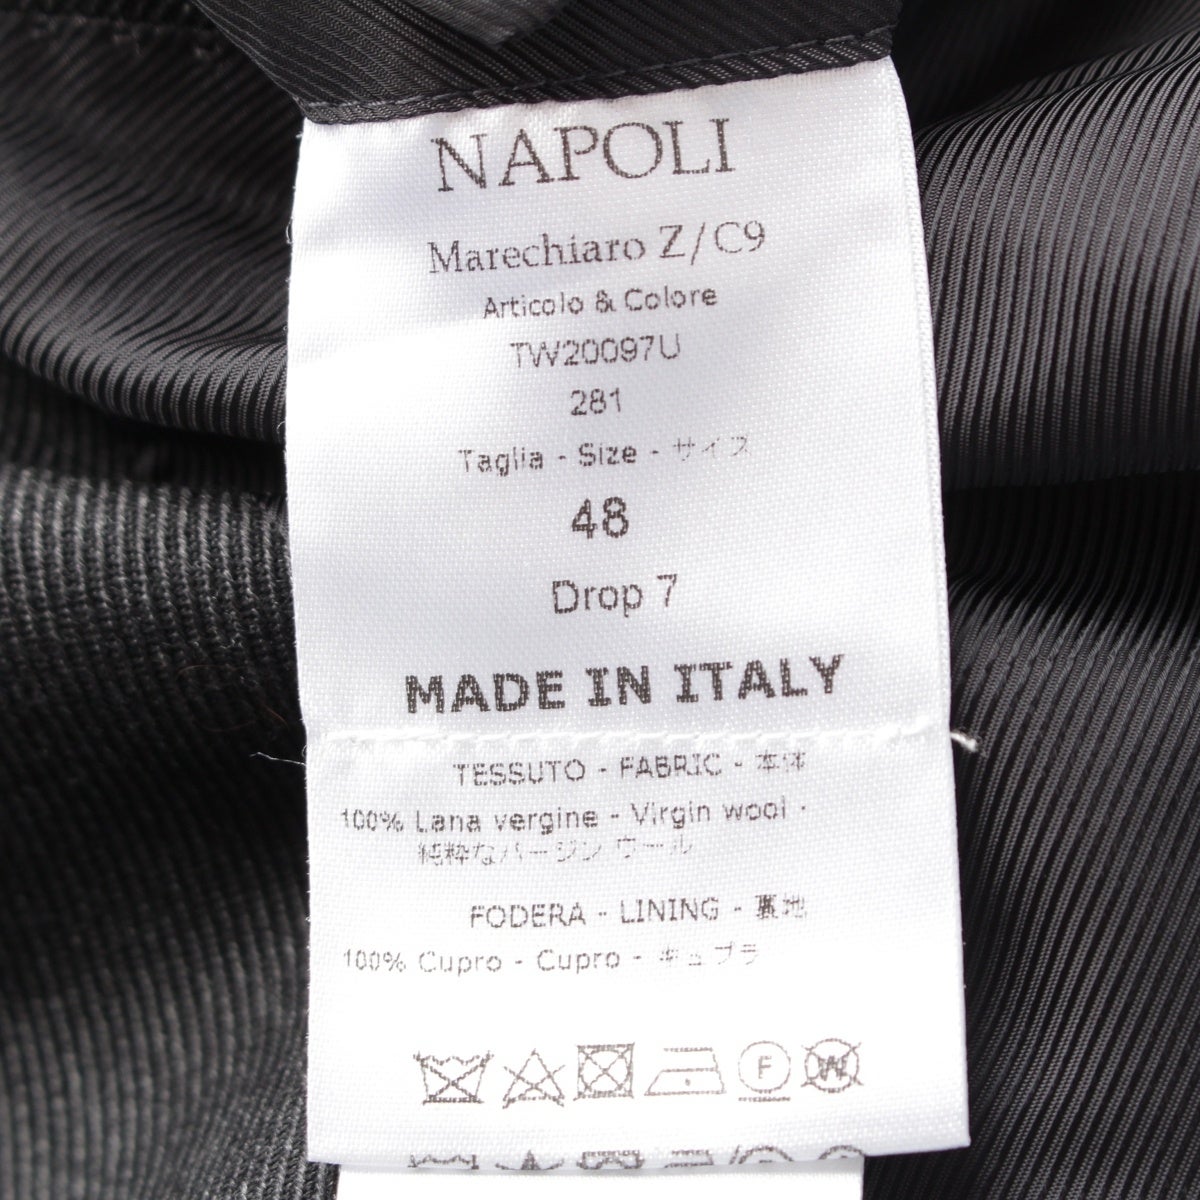 NAPOLI
Marechiaro Z/C9
Articolo & Colore
TW20097U
281
Taglia - Size - サイズ
48
Drop 7
MADE IN ITALY
TESSUTO - FABRIC - 本体
100% Lana vergine - Virgin wool -
純粋なバージン ウール
FODERA - LINING - 裏地
100% Cupro - Cupro - キュプラ
F W